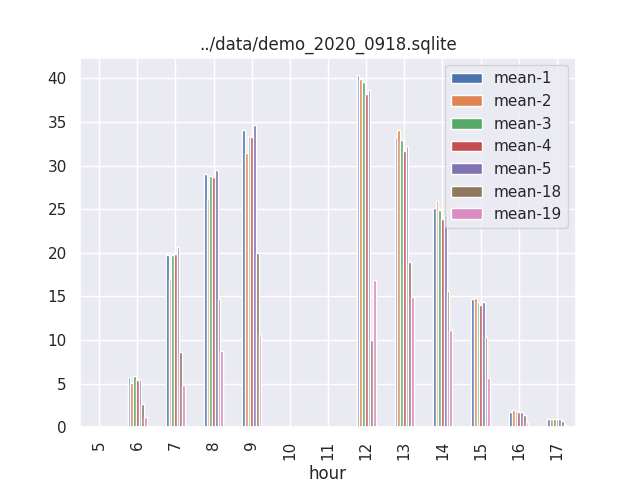 ../data/demo_2020_0918.sqlite
40
35
30
25
20
15
10
5
0
mean-1
mean-2
mean-3
mean-4
mean-5
mean-18
mean-19
5 6 7 8 9 10 11 12 13 14 15 16 17
hour